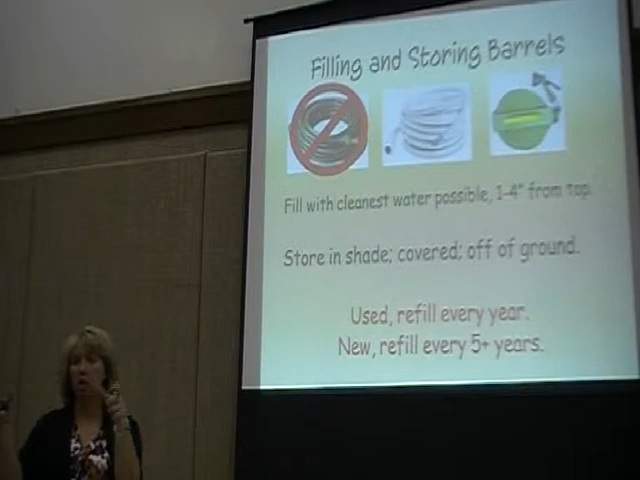 Filling and Storing Barrels
Fill with cleanest water possible, 1-4" from top.
Store in shade; covered; off of ground.
Used, refill every year.
New, refill every 5+ years.